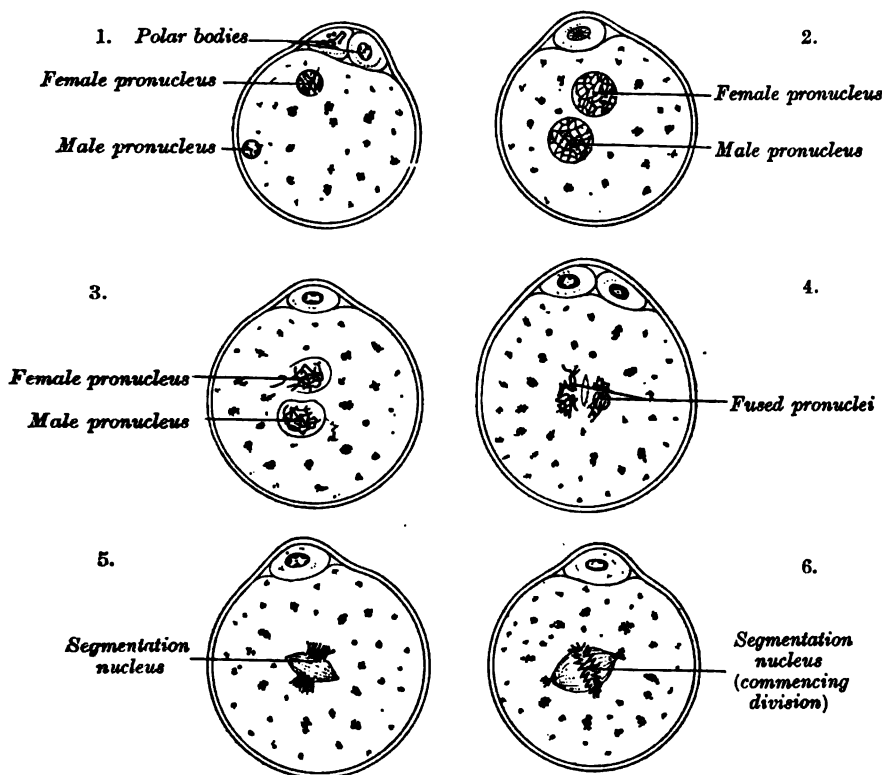 1. Polar bodies
Female pronucleus
Male pronucleus
2.
Female pronucleus
Male pronucleus
3.
Female pronucleus
Male pronucleus
4.
Fused pronuclei
5.
Segmentation
nucleus
6.
Segmentation
nucleus
(commencing
division)